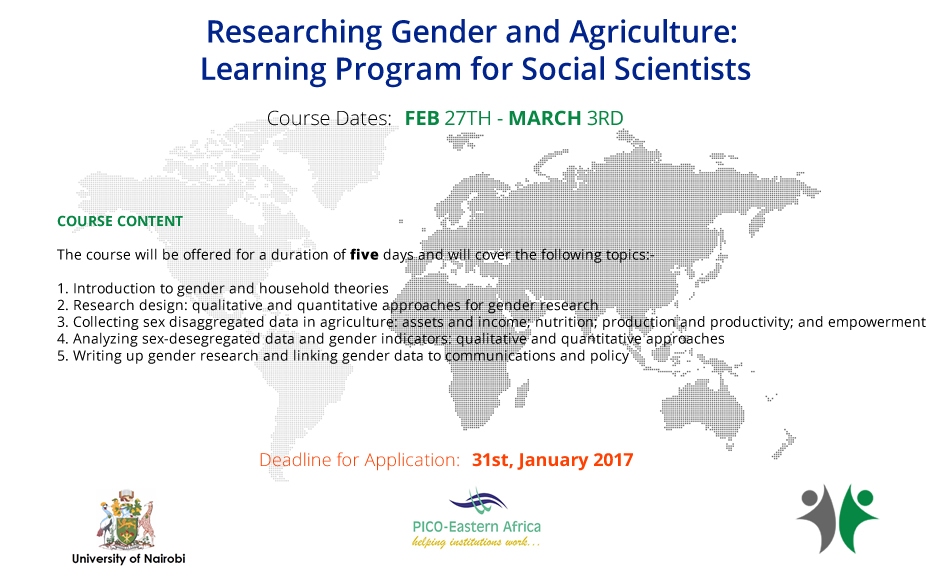 Researching Gender and Agriculture:
Learning Program for Social Scientists
Course Dates: FEB 27TH - MARCH 3RD
COURSE CONTENT
The course will be offered for a duration of five days and will cover the following topics:-
1. Introduction to gender and household theories
2. Research design: qualitative and quantitative approaches for gender research
3. Collecting sex disaggregated data in agriculture: assets and income; nutrition; production and productivity; and empowerment
4. Analyzing sex-desegregated data and gender indicators: qualitative and quantitative approaches
5. Writing up gender research and linking gender data to communications and policy
Deadline for Application: 31st, January 2017
University of Nairobi
PICO-Eastern Africa
helping institutions work...